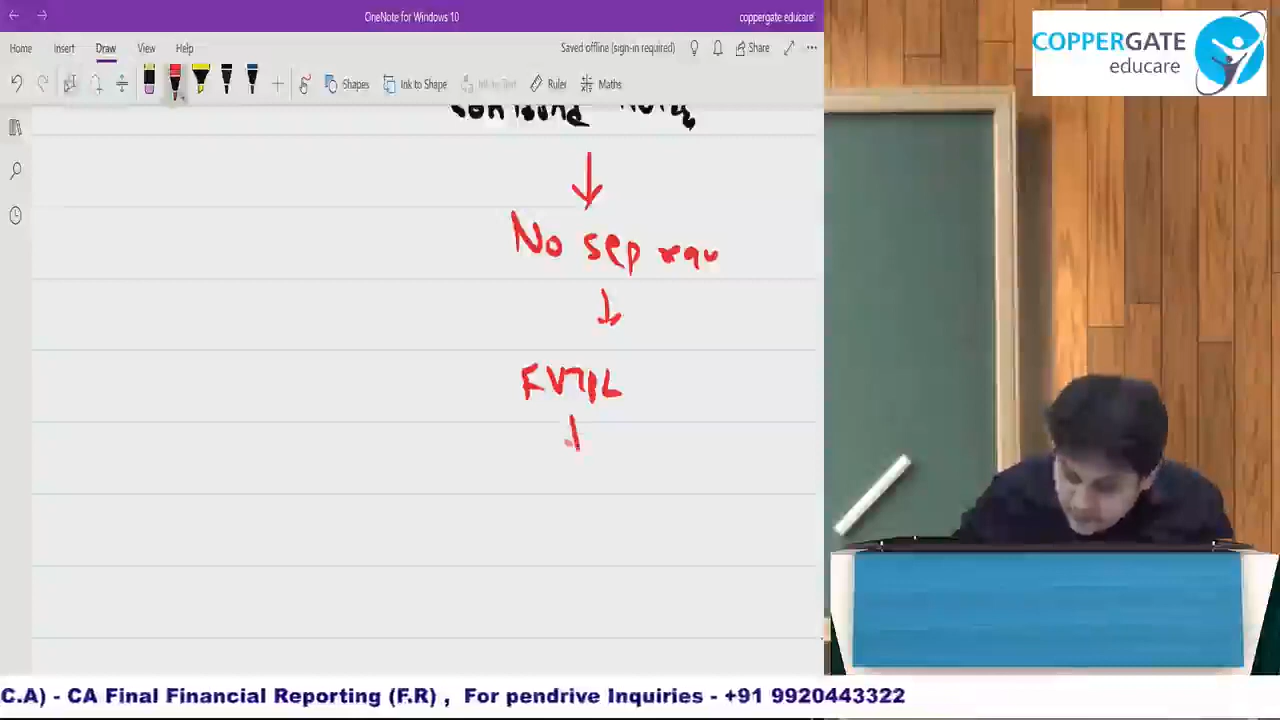 OneNote for Windows 10
coppergate educare
Home Insert Draw View Help
Saved offline (sign-in required)
Share
Shapes
Ink to Shape
Ink to Text
Ruler
Maths
COPPERGATE
educare
No sep requ
FVTPL
C.A) - CA Final Financial Reporting (F.R) , For pendrive Inquiries - +91 9920443322